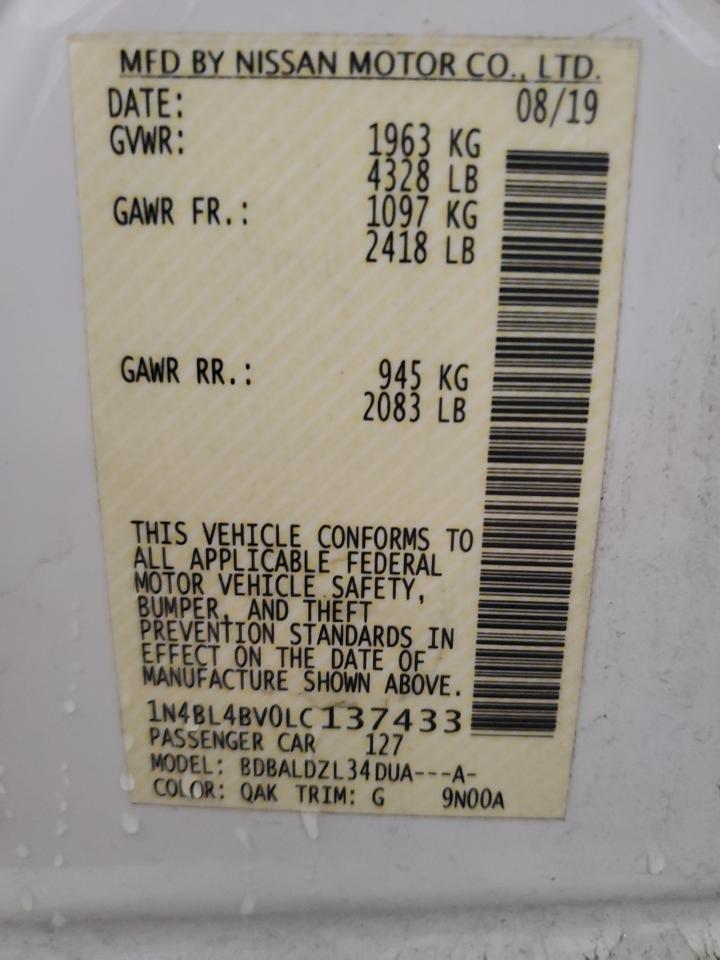 MFD BY NISSAN MOTOR CO., LTD.
DATE: 08/19
GVWR: 1963 KG
4328 LB
GAWR FR.: 1097 KG
2418 LB
GAWR RR.: 945 KG
2083 LB
THIS VEHICLE CONFORMS TO
ALL APPLICABLE FEDERAL
MOTOR VEHICLE SAFETY,
BUMPER, AND THEFT
PREVENTION STANDARDS IN
EFFECT ON THE DATE OF
MANUFACTURE SHOWN ABOVE.
1N4BL4BV0LC137433
PASSENGER CAR 127
MODEL: BDBALDZL34DUA---A-
COLOR: QAK TRIM: G 9N00A